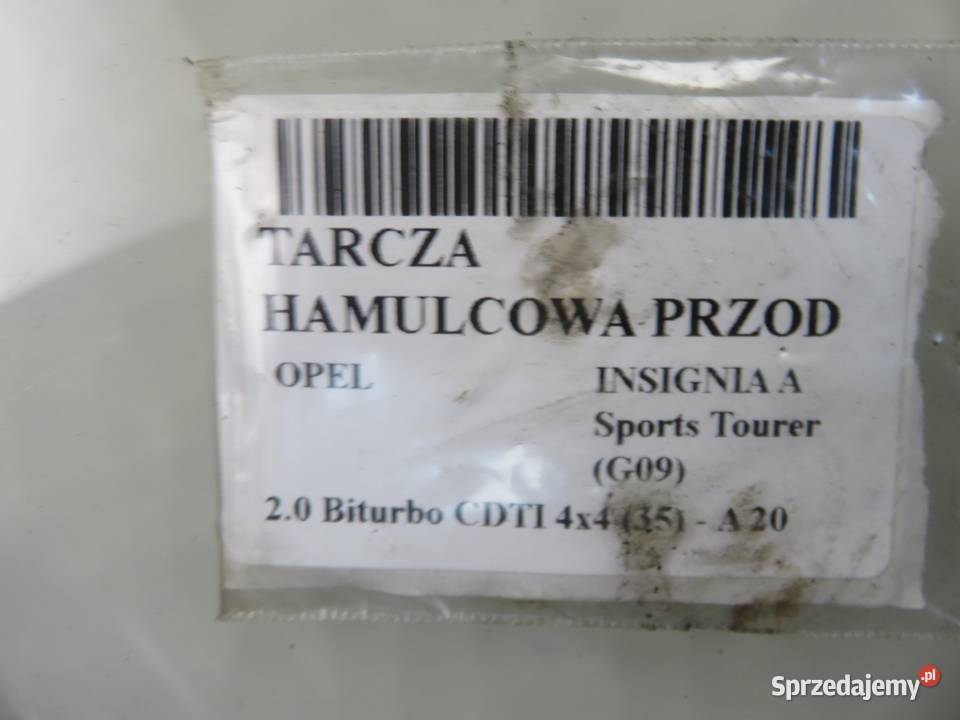 TARCZA
HAMULCOWA PRZOD
OPEL INSIGNIA A
Sports Tourer
(G09)
2.0 Biturbo CDTI 4x4 (35) - A 20
Sprzedajemy.pl